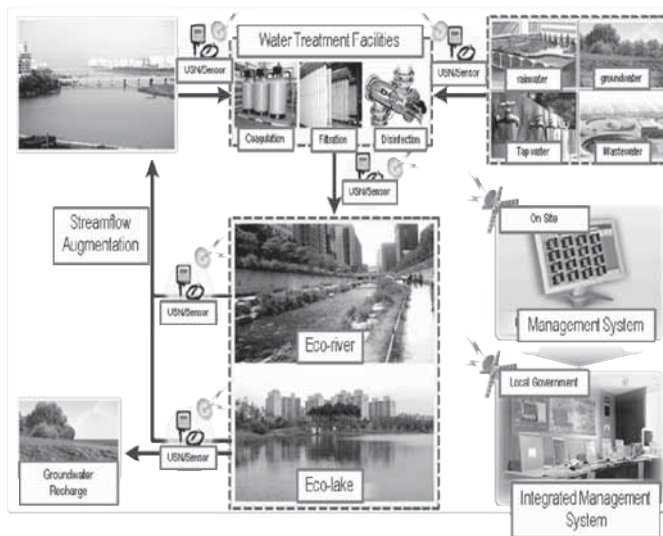 Water Treatment Facilities
USN/Sensor
USN/Sensor
Coagulation
Filtration
Disinfection
rainwater
groundwater
Tap water
Wastewater
USN/Sensor
Streamflow
Augmentation
On Site
USN/Sensor
Eco-river
Management System
Local Government
USN/Sensor
Groundwater
Recharge
Eco-lake
Integrated Management
System